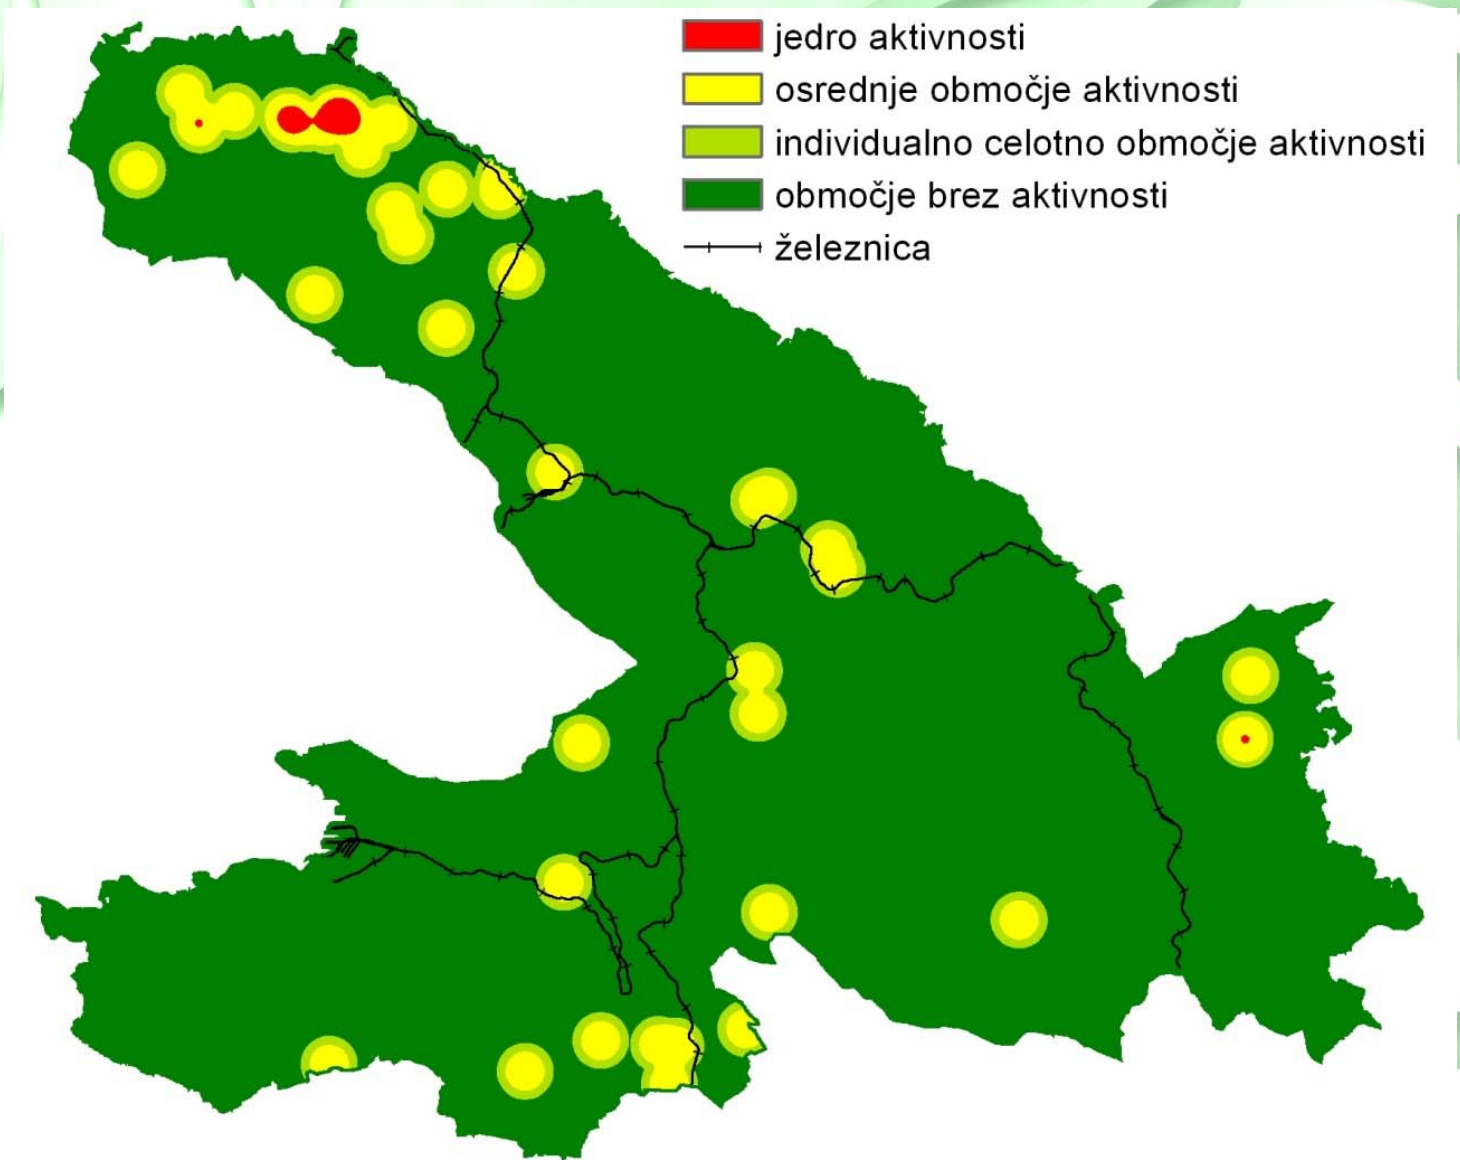 jedro aktivnosti
osrednje območje aktivnosti
individualno celotno območje aktivnosti
območje brez aktivnosti
železnica